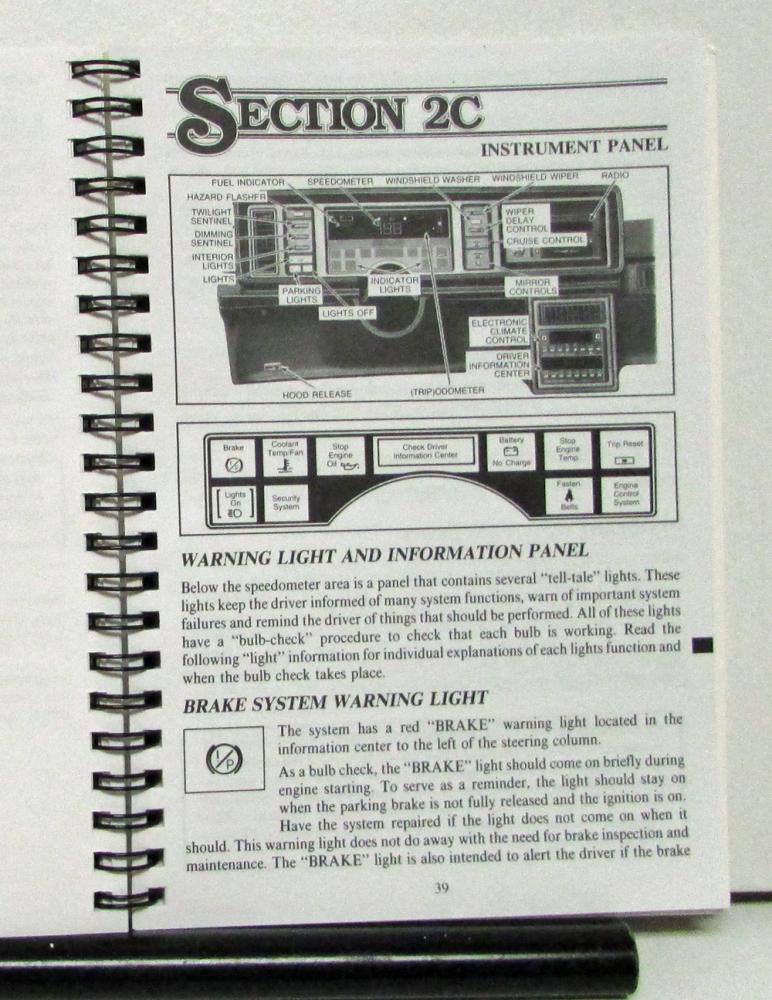 SECTION 2C
INSTRUMENT PANEL
FUEL INDICATOR
SPEEDOMETER
WINDSHIELD WASHER
WINDSHIELD WIPER
RADIO
HAZARD FLASHER
TWILIGHT
SENTINEL
DIMMING
SENTINEL
INTERIOR
LIGHTS
LIGHTS
WIPER
DELAY
CONTROL
CRUISE CONTROL
PARKING
LIGHTS
INDICATOR
LIGHTS
MIRROR
CONTROLS
LIGHTS OFF
ELECTRONIC
CLIMATE
CONTROL
DRIVER
INFORMATION
CENTER
HOOD RELEASE
(TRIP)ODOMETER
Brake
Coolant
Temp/Fan
Stop
Engine
Oil
Check Driver
Information Center
Battery
No Charge
Stop
Engine
Temp.
Trip Reset
Lights
On
Security
System
Fasten
Belts
Engine
Control
System
WARNING LIGHT AND INFORMATION PANEL
Below the speedometer area is a panel that contains several "tell-tale" lights. These
lights keep the driver informed of many system functions, warn of important system
failures and remind the driver of things that should be performed. All of these lights
have a "bulb-check" procedure to check that each bulb is working. Read the
following "light" information for individual explanations of each lights function and
when the bulb check takes place.
BRAKE SYSTEM WARNING LIGHT
The system has a red "BRAKE" warning light located in the
information center to the left of the steering column.
As a bulb check, the "BRAKE" light should come on briefly during
engine starting. To serve as a reminder, the light should stay on
when the parking brake is not fully released and the ignition is on.
Have the system repaired if the light does not come on when it
should. This warning light does not do away with the need for brake inspection and
maintenance. The "BRAKE" light is also intended to alert the driver if the brake
39